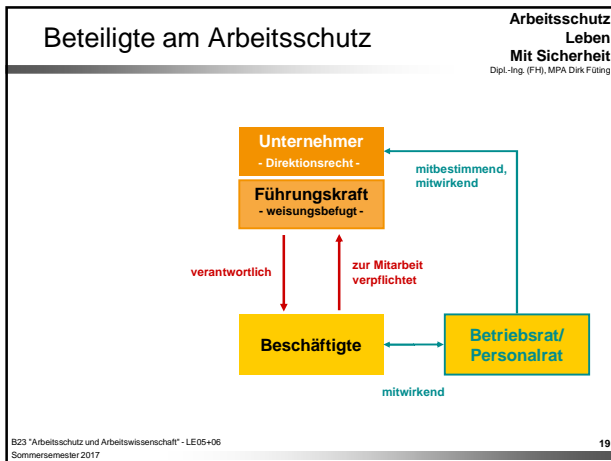 Beteiligte am Arbeitsschutz
Arbeitsschutz
Leben
Mit Sicherheit
Dipl.-Ing. (FH), MPA Dirk Füting
Unternehmer
- Direktionsrecht -
Führungskraft
- weisungsbefugt -
mitbestimmend,
mitwirkend
verantwortlich
zur Mitarbeit
verpflichtet
Beschäftigte
Betriebsrat/
Personalrat
mitwirkend
B23 "Arbeitsschutz und Arbeitswissenschaft" - LE05+06
Sommersemester 2017
19